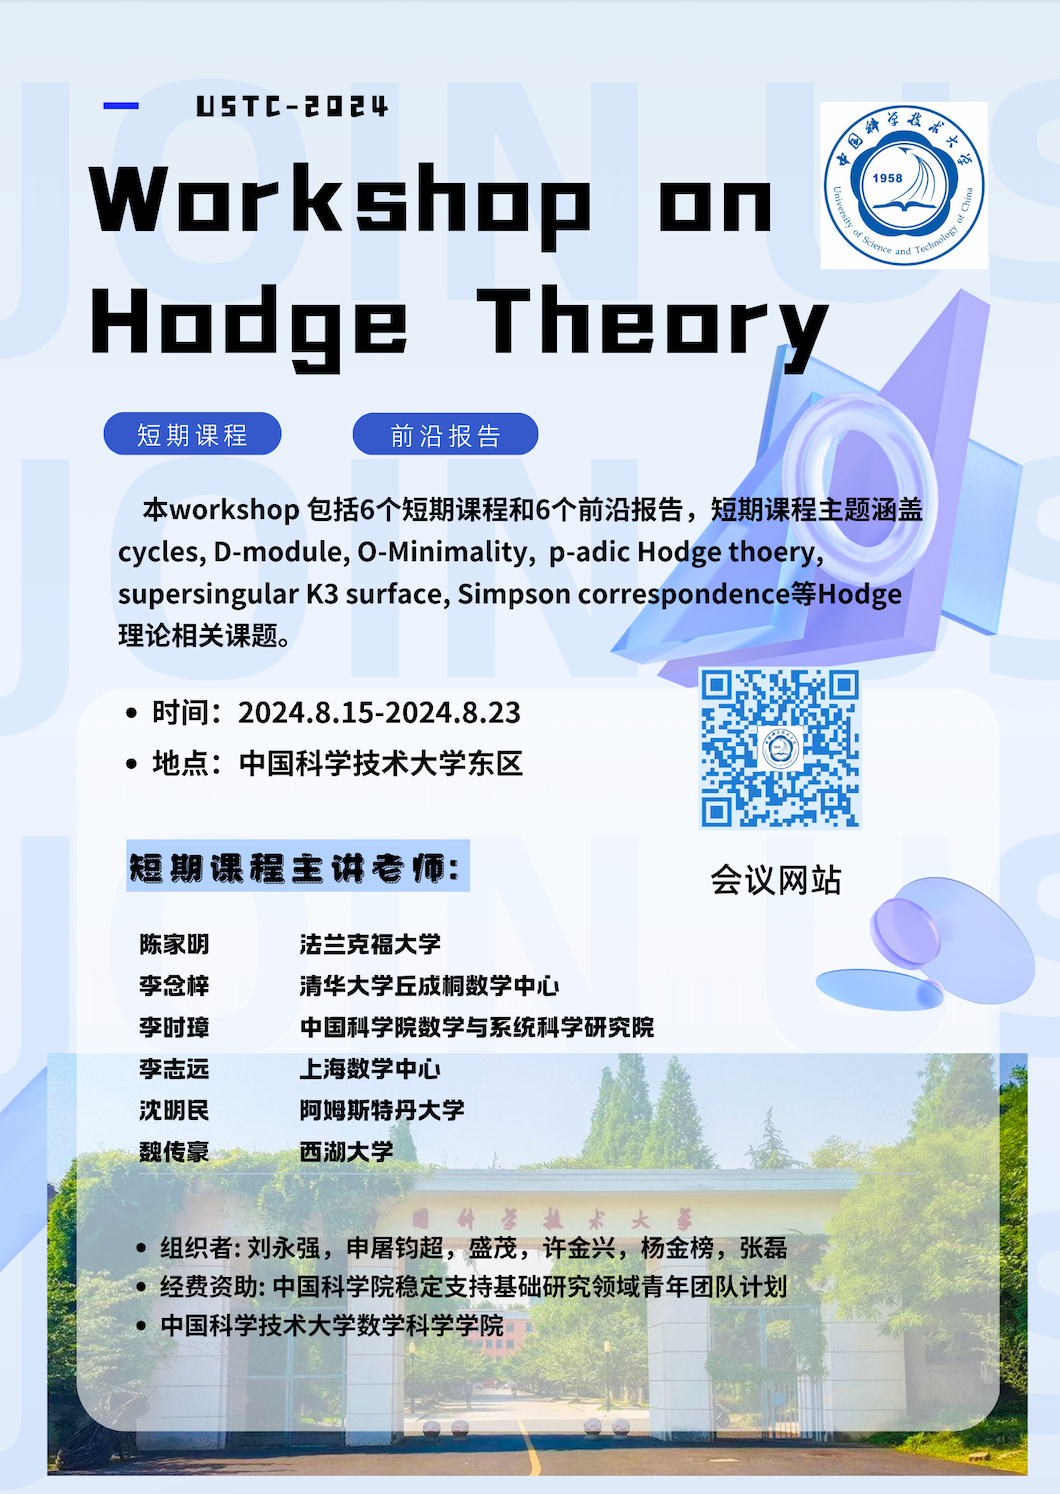 USTC-2024
Workshop on
Hodge Theory
中国科学技术大学
1958
University of Science and Technology of China
JOIN US
短期课程
前沿报告
本workshop 包括6个短期课程和6个前沿报告，短期课程主题涵盖
cycles, D-module, O-Minimality, p-adic Hodge thoery,
supersingular K3 surface, Simpson correspondence等Hodge
理论相关课题。
JOIN US
时间：2024.8.15-2024.8.23
地点：中国科学技术大学东区
会议网站
短期课程主讲老师:
JOIN US
陈家明 法兰克福大学
李念梓 清华大学丘成桐数学中心
李时璋 中国科学院数学与系统科学研究院
李志远 上海数学中心
沈明民 阿姆斯特丹大学
魏传豪 西湖大学
中国科学技术大学
组织者: 刘永强，申屠钧超，盛茂，许金兴，杨金榜，张磊
经费资助: 中国科学院稳定支持基础研究领域青年团队计划
中国科学技术大学数学科学学院